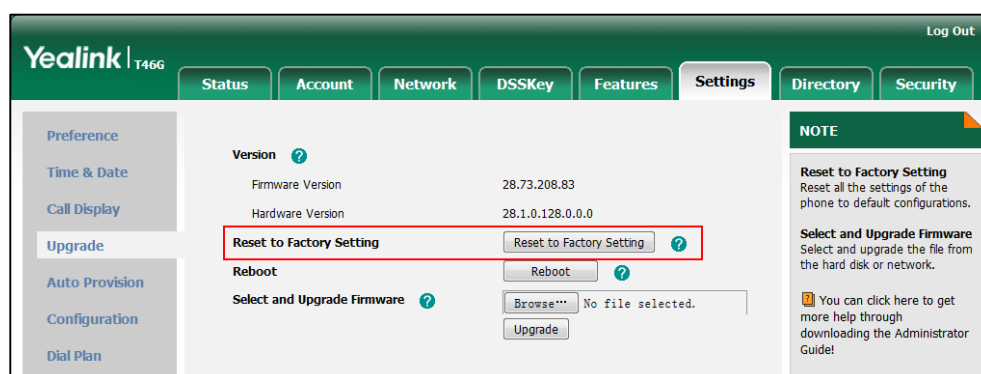 Log Out
Yealink | T46G
Status Account Network DSSKey Features Settings Directory Security
Preference
Time & Date
Call Display
Upgrade
Auto Provision
Configuration
Dial Plan
Version ?
Firmware Version 28.73.208.83
Hardware Version 28.1.0.128.0.0.0
Reset to Factory Setting Reset to Factory Setting ?
Reboot Reboot ?
Select and Upgrade Firmware ? Browse… No file selected.
Upgrade
NOTE
Reset to Factory Setting
Reset all the settings of the
phone to default configurations.
Select and Upgrade Firmware
Select and upgrade the file from
the hard disk or network.
? You can click here to get
more help through
downloading the Administrator
Guide!